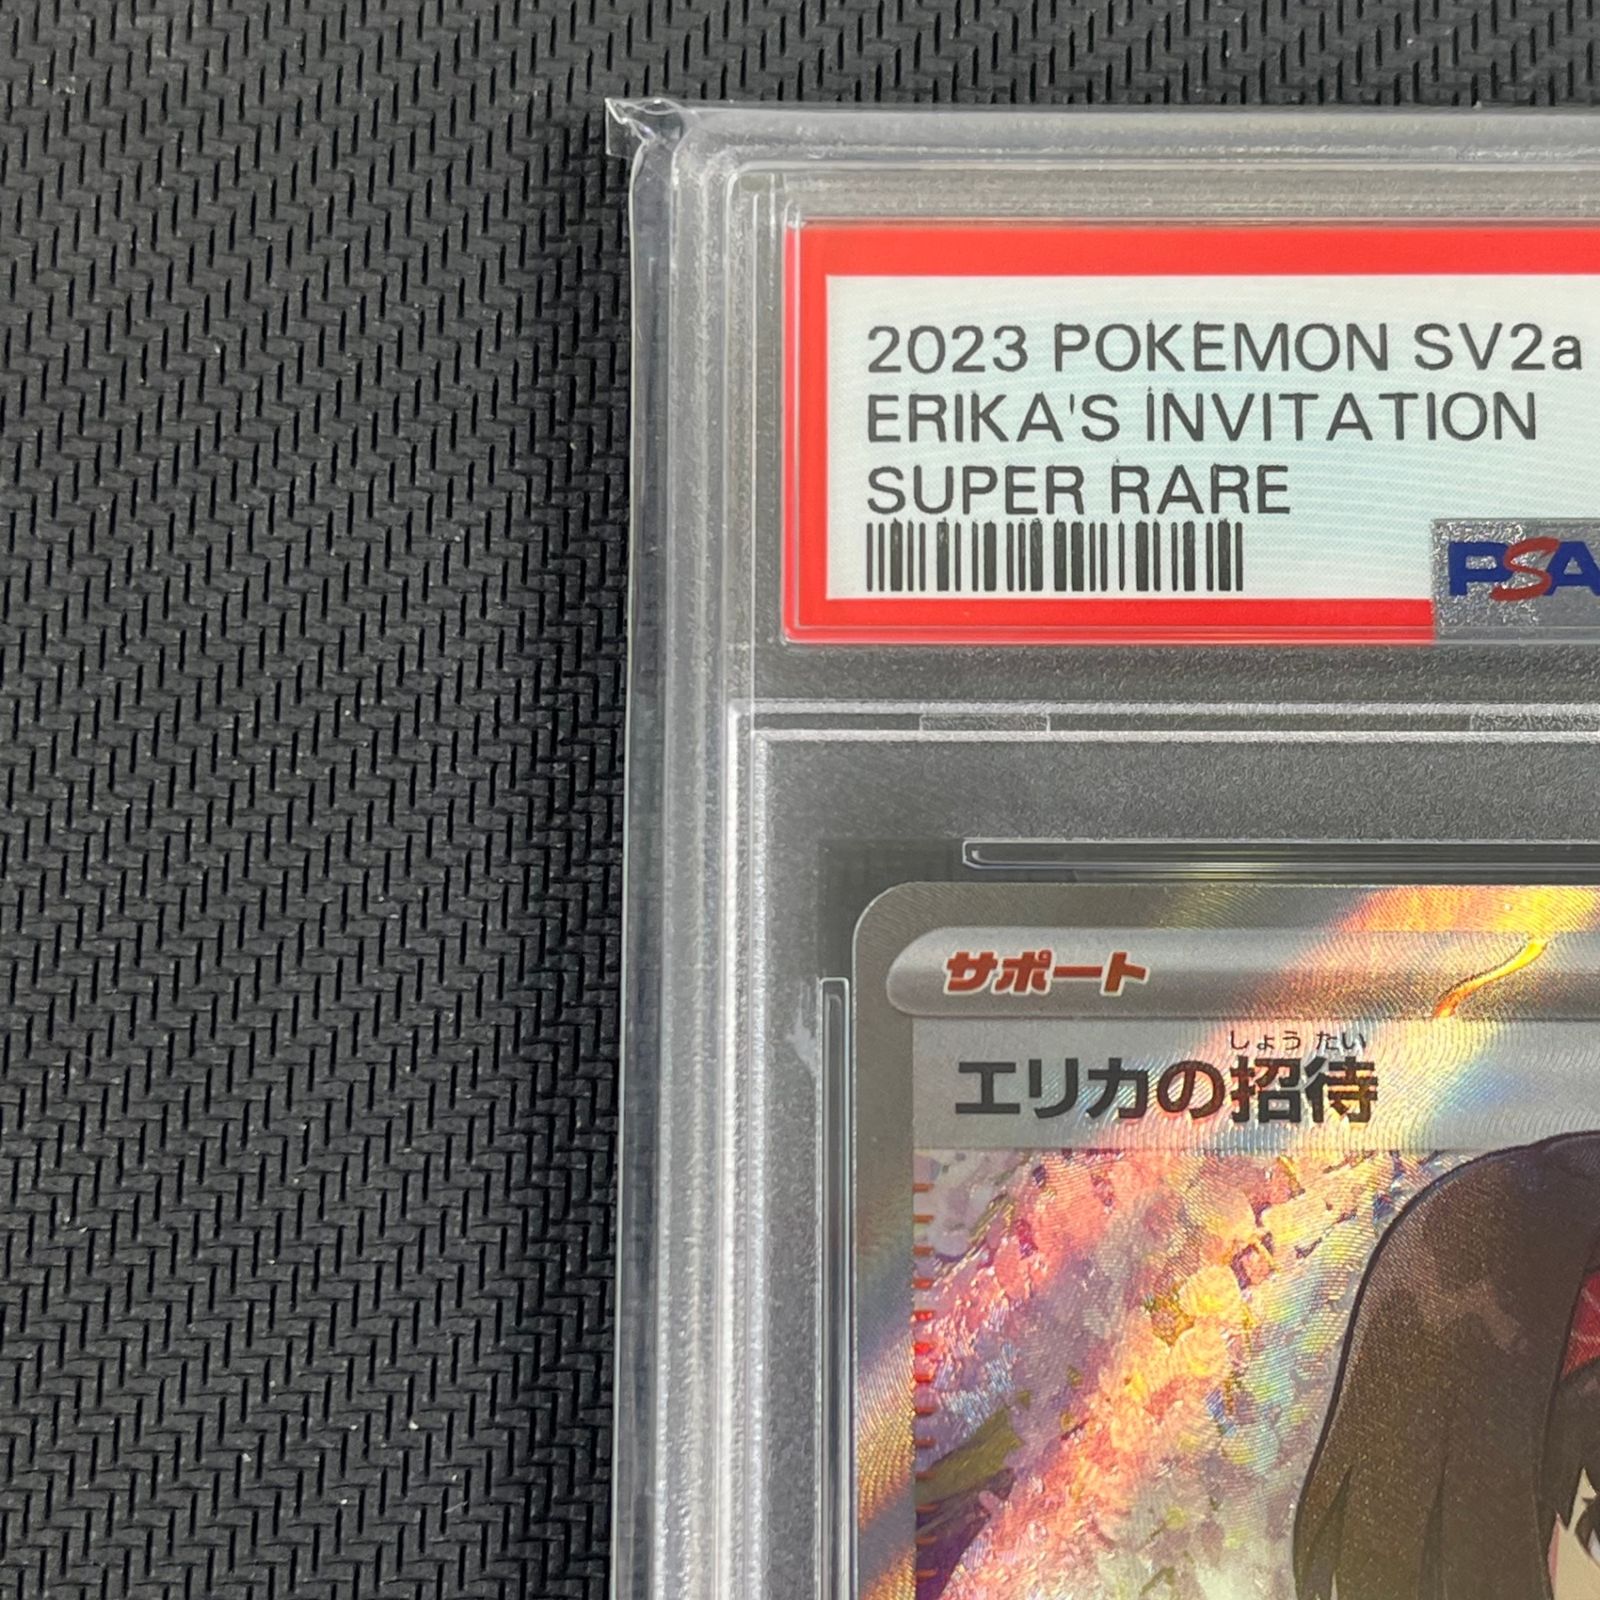 2023 POKEMON SV2a
ERIKA'S INVITATION
SUPER RARE
PSA
サポート
しょうたい
エリカの招待